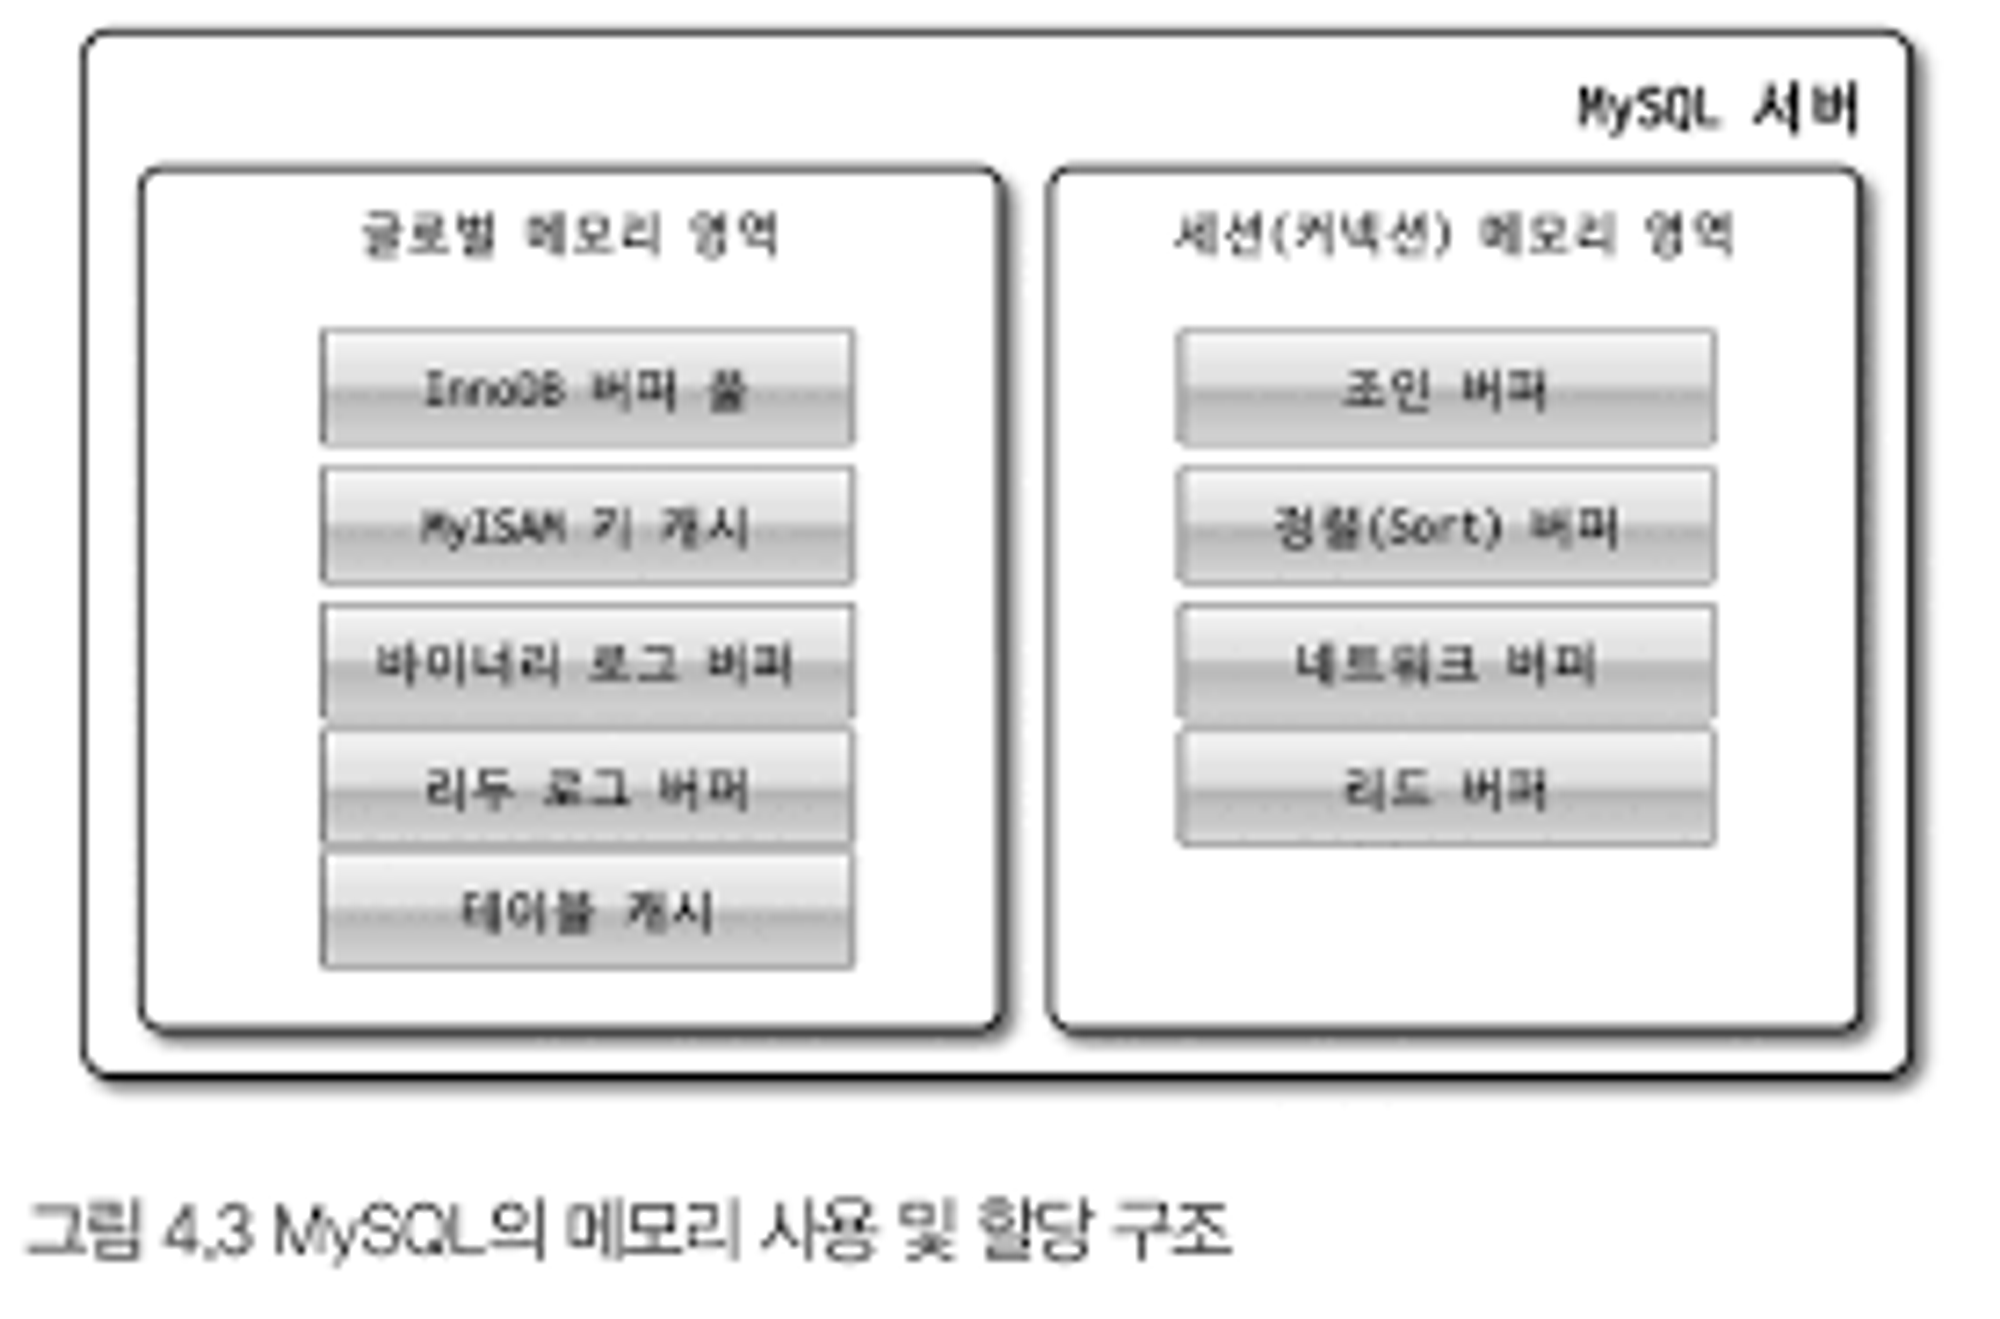 MySQL 서버
글로벌 메모리 영역
InnoDB 버퍼 풀
MyISAM 키 캐시
바이너리 로그 버퍼
리두 로그 버퍼
테이블 캐시
세션(커넥션) 메모리 영역
조인 버퍼
정렬(Sort) 버퍼
네트워크 버퍼
리드 버퍼
그림 4.3 MySQL의 메모리 사용 및 할당 구조